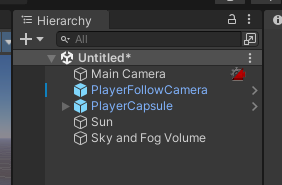 Hierarchy
All
Untitled*
Main Camera
PlayerFollowCamera
PlayerCapsule
Sun
Sky and Fog Volume